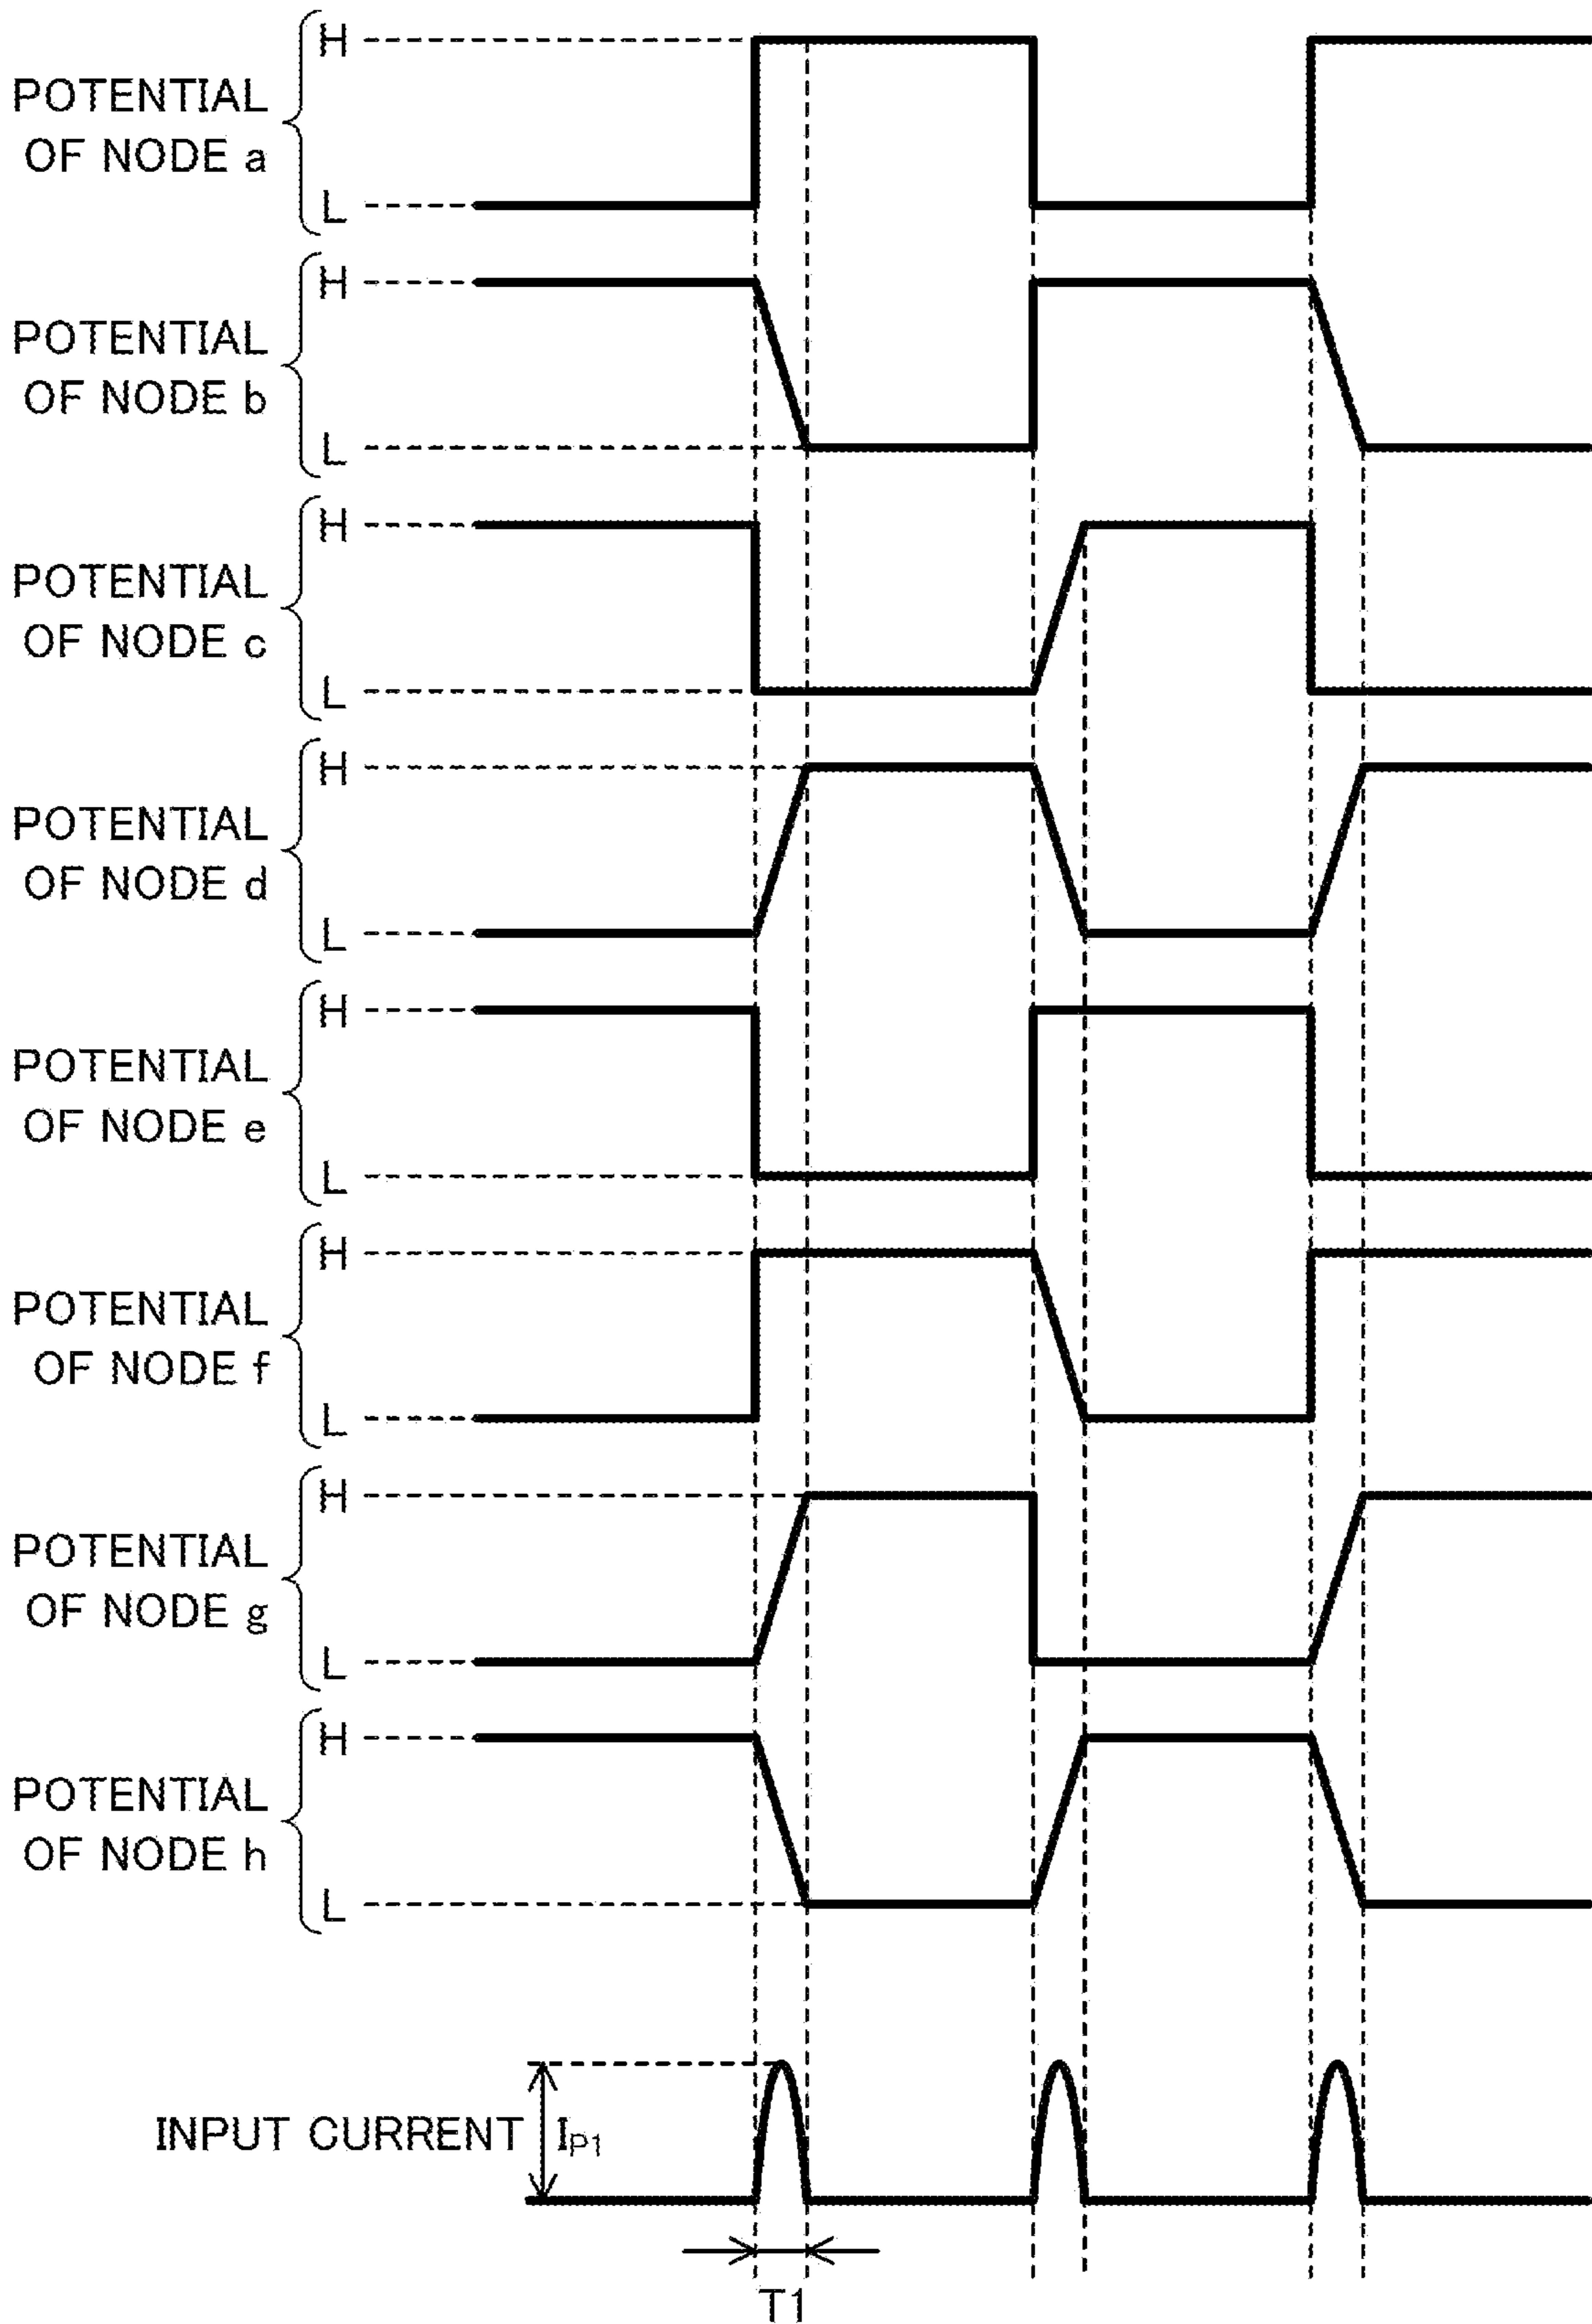 H
POTENTIAL
OF NODE a
L
H
POTENTIAL
OF NODE b
L
H
POTENTIAL
OF NODE c
L
H
POTENTIAL
OF NODE d
L
H
POTENTIAL
OF NODE e
L
H
POTENTIAL
OF NODE f
L
H
POTENTIAL
OF NODE g
L
H
POTENTIAL
OF NODE h
L
INPUT CURRENT IP1
T1